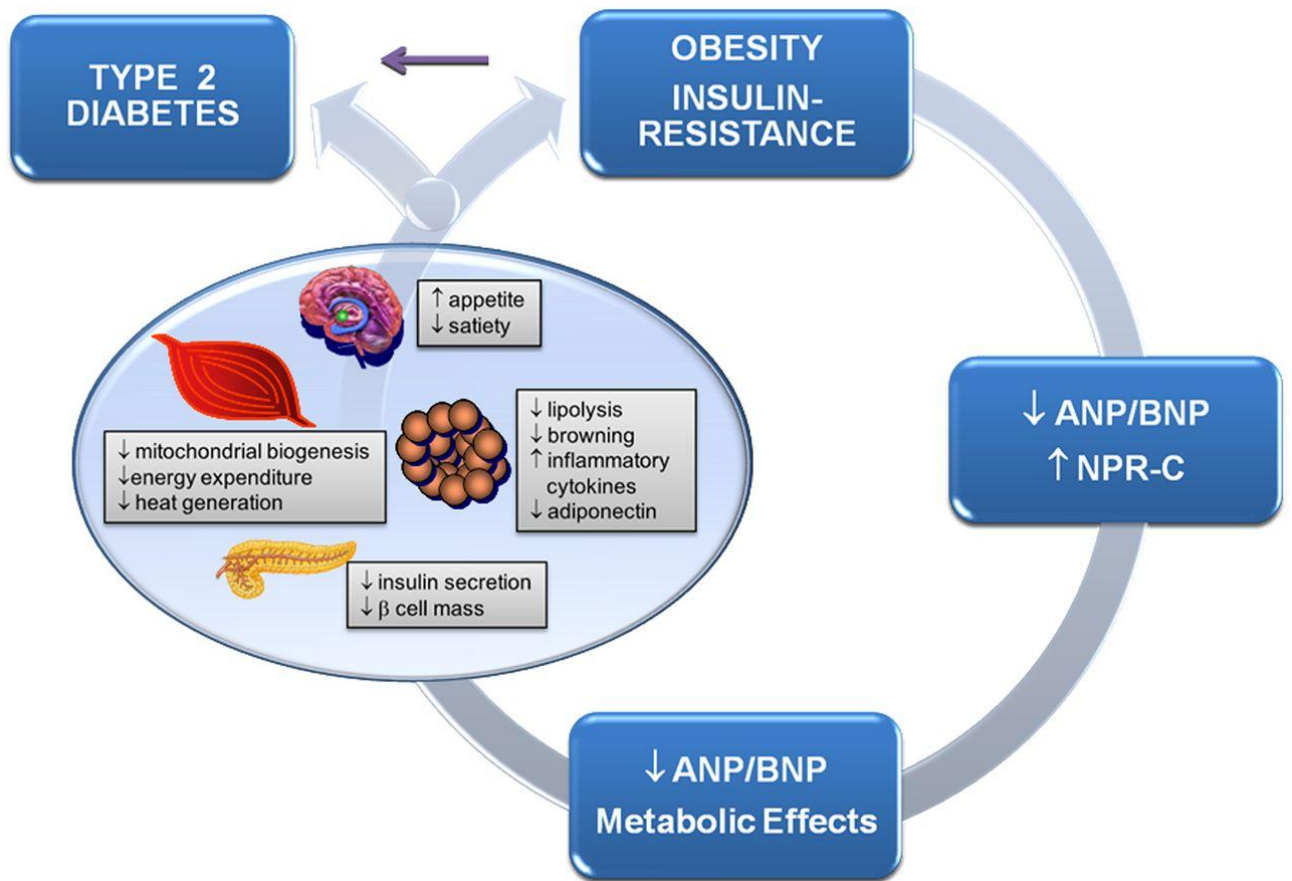 TYPE 2
DIABETES
OBESITY
INSULIN-
RESISTANCE
↑ appetite
↓ satiety
↓ mitochondrial biogenesis
↓energy expenditure
↓ heat generation
↓ lipolysis
↓ browning
↑ inflammatory
cytokines
↓ adiponectin
↓ insulin secretion
↓ β cell mass
↓ ANP/BNP
↑ NPR-C
↓ ANP/BNP
Metabolic Effects